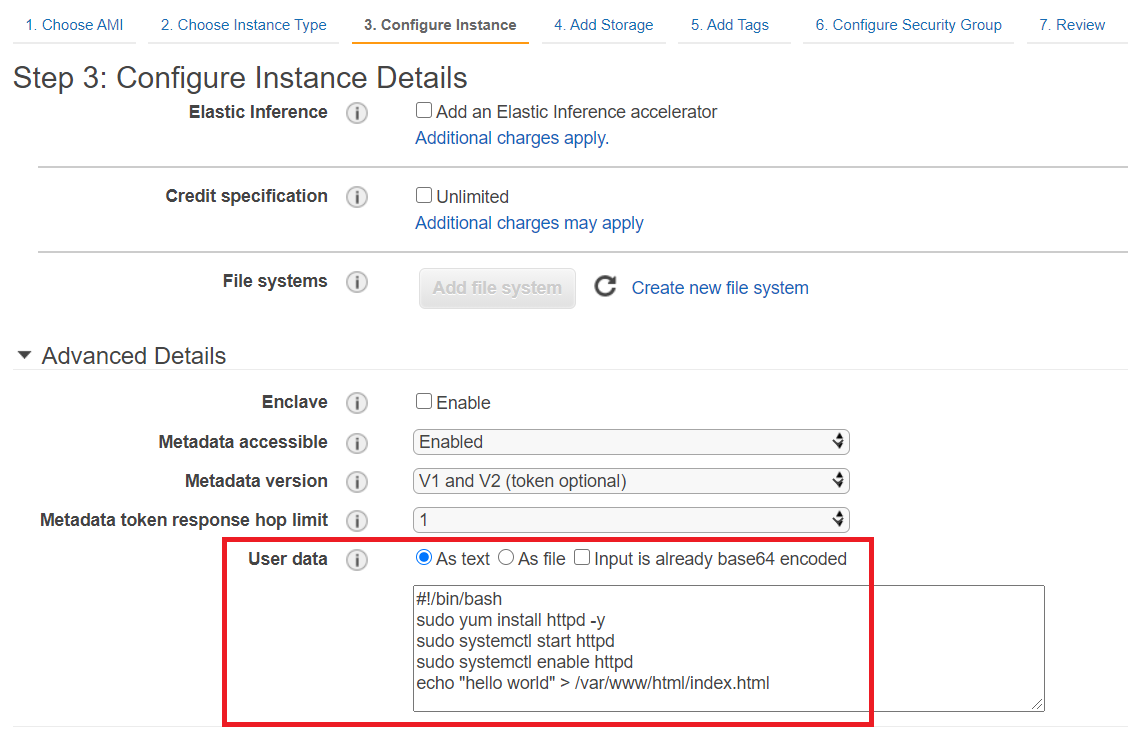 1. Choose AMI 2. Choose Instance Type 3. Configure Instance 4. Add Storage 5. Add Tags 6. Configure Security Group 7. Review
Step 3: Configure Instance Details
Elastic Inference i Add an Elastic Inference accelerator
Additional charges apply.
Credit specification i Unlimited
Additional charges may apply
File systems i Add file system Create new file system
Advanced Details
Enclave i Enable
Metadata accessible i Enabled
Metadata version i V1 and V2 (token optional)
Metadata token response hop limit i 1
User data i As text As file Input is already base64 encoded
#!/bin/bash
sudo yum install httpd -y
sudo systemctl start httpd
sudo systemctl enable httpd
echo "hello world" > /var/www/html/index.html